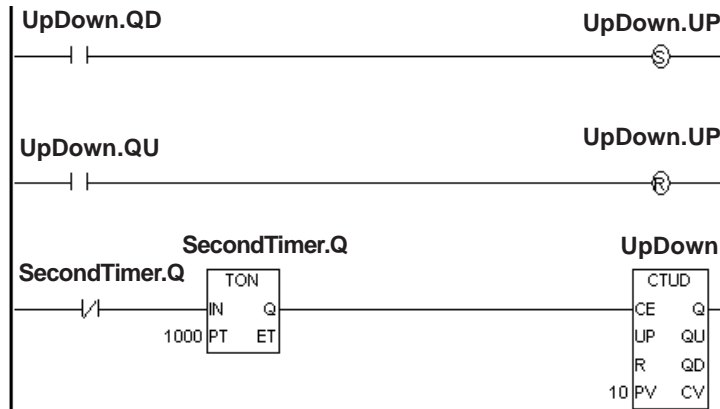 UpDown.QD
UpDown.UP
S
UpDown.QU
UpDown.UP
R
SecondTimer.Q
UpDown
SecondTimer.Q
TON
CTUD
IN Q
CE Q
1000 PT ET
UP QU
R QD
10 PV CV